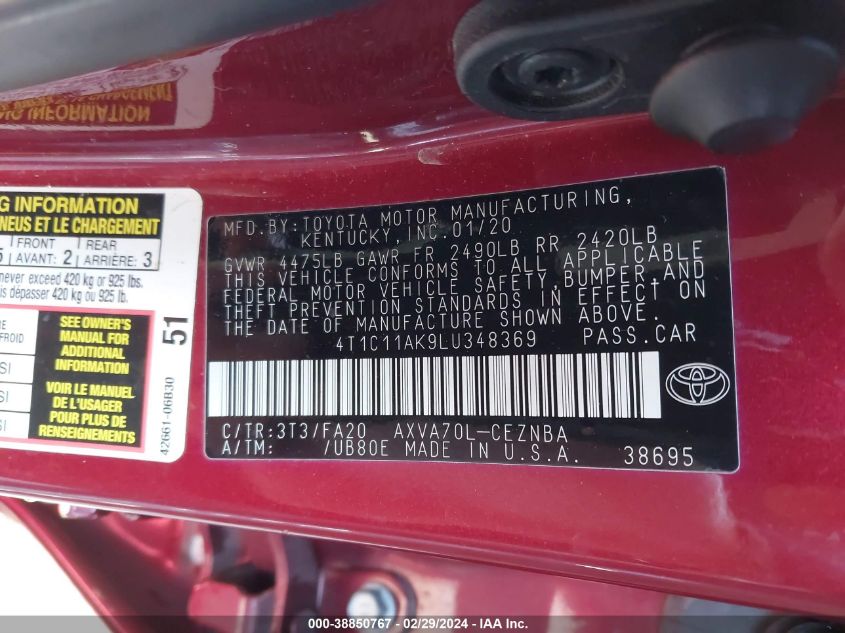 NG INFORMATION
NEUS ET LE CHARGEMENT
FRONT REAR
AVANT: 2 ARRIÈRE: 3
never exceed 420 kg or 925 lbs.
dépasser 420 kg ou 925 lb.
SEE OWNER'S
MANUAL FOR
ADDITIONAL
INFORMATION
VOIR LE MANUEL
DE L'USAGER
POUR PLUS DE
RENSEIGNEMENTS
51
42661-06B30
MFD.BY:TOYOTA MOTOR MANUFACTURING,
KENTUCKY,INC.01/20
GVWR 4475LB GAWR FR 2490LB RR 2420LB
THIS VEHICLE CONFORMS TO ALL APPLICABLE
FEDERAL MOTOR VEHICLE SAFETY,BUMPER,AND
THEFT PREVENTION STANDARDS IN EFFECT ON
THE DATE OF MANUFACTURE SHOWN ABOVE.
4T1C11AK9LU348369 PASS.CAR
C/TR:3T3/FA20 AXVA70L-CEZNBA
A/TM: /UB80E MADE IN U.S.A. 38695
000-38850767 - 02/29/2024 - IAA Inc.